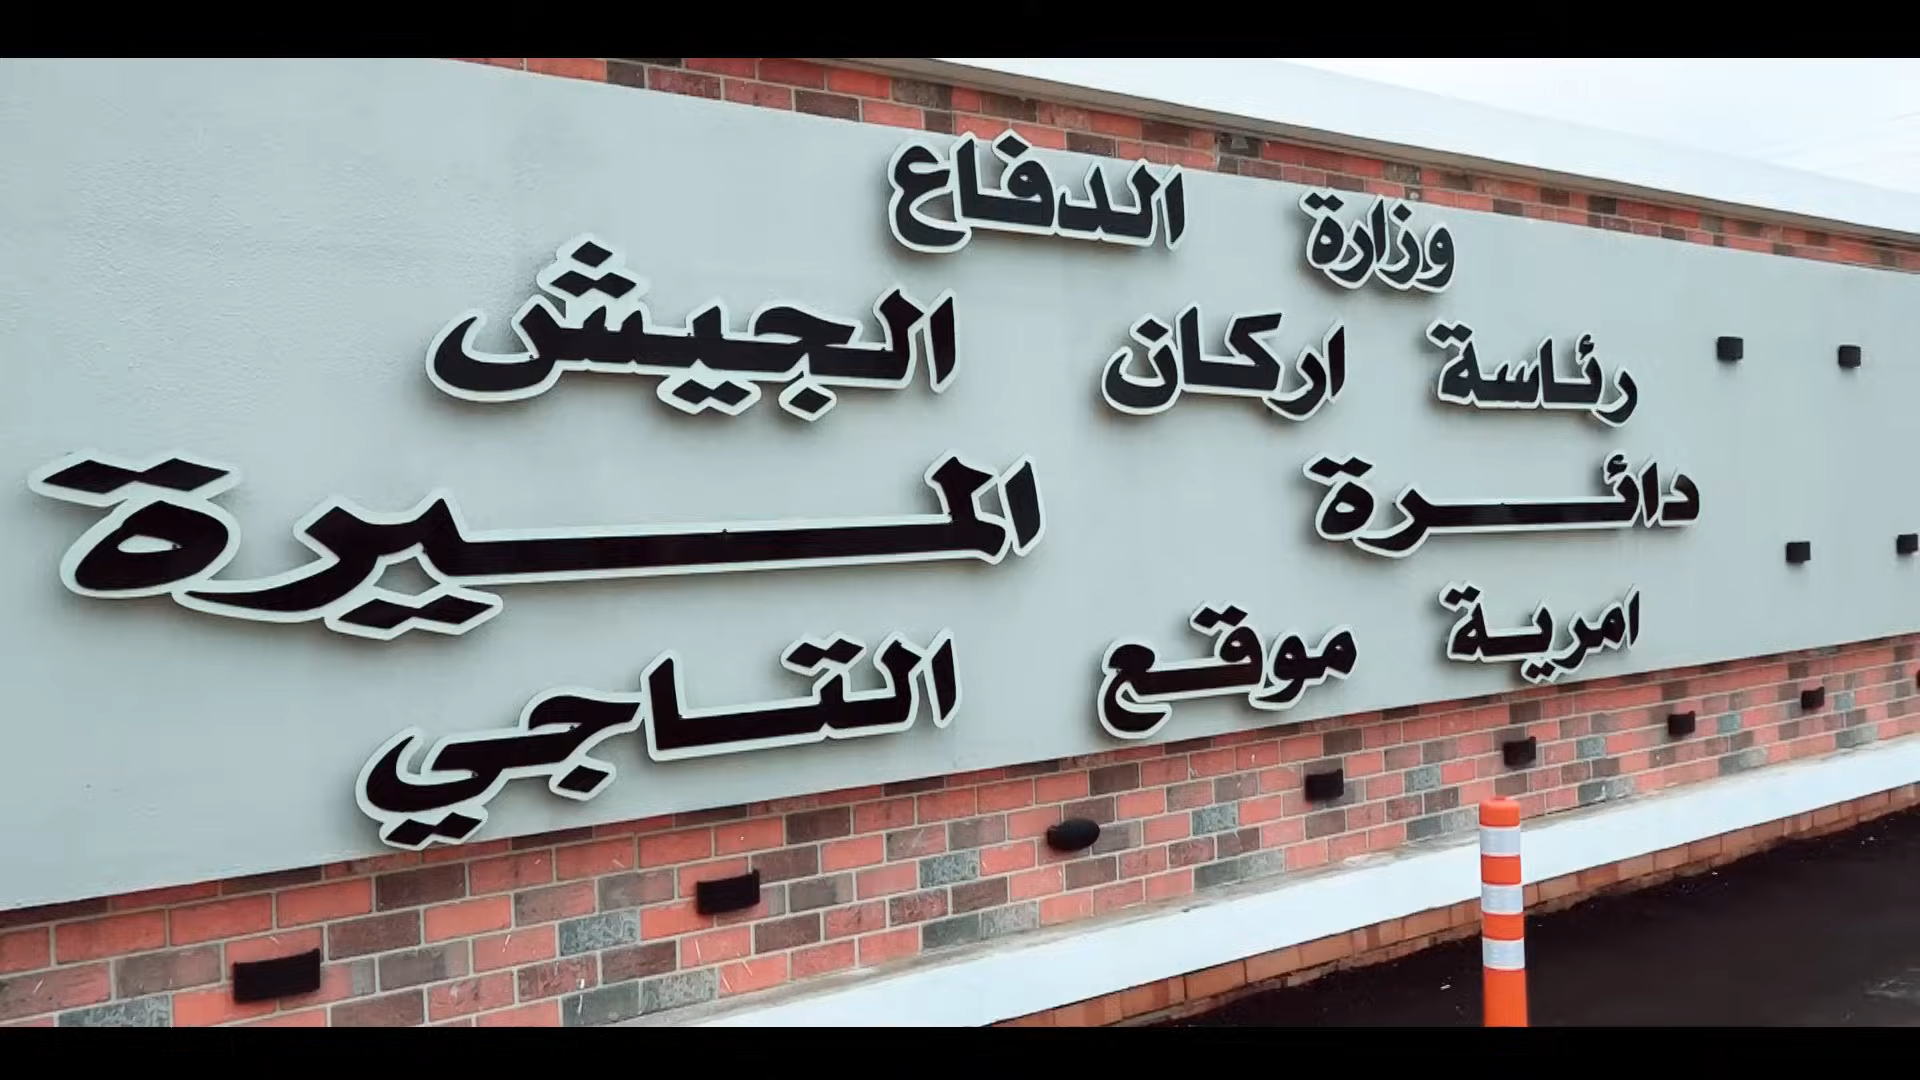 وزارة الدفاع
رئاسة اركان الجيش
دائرة الميرة
امرية موقع التاجي